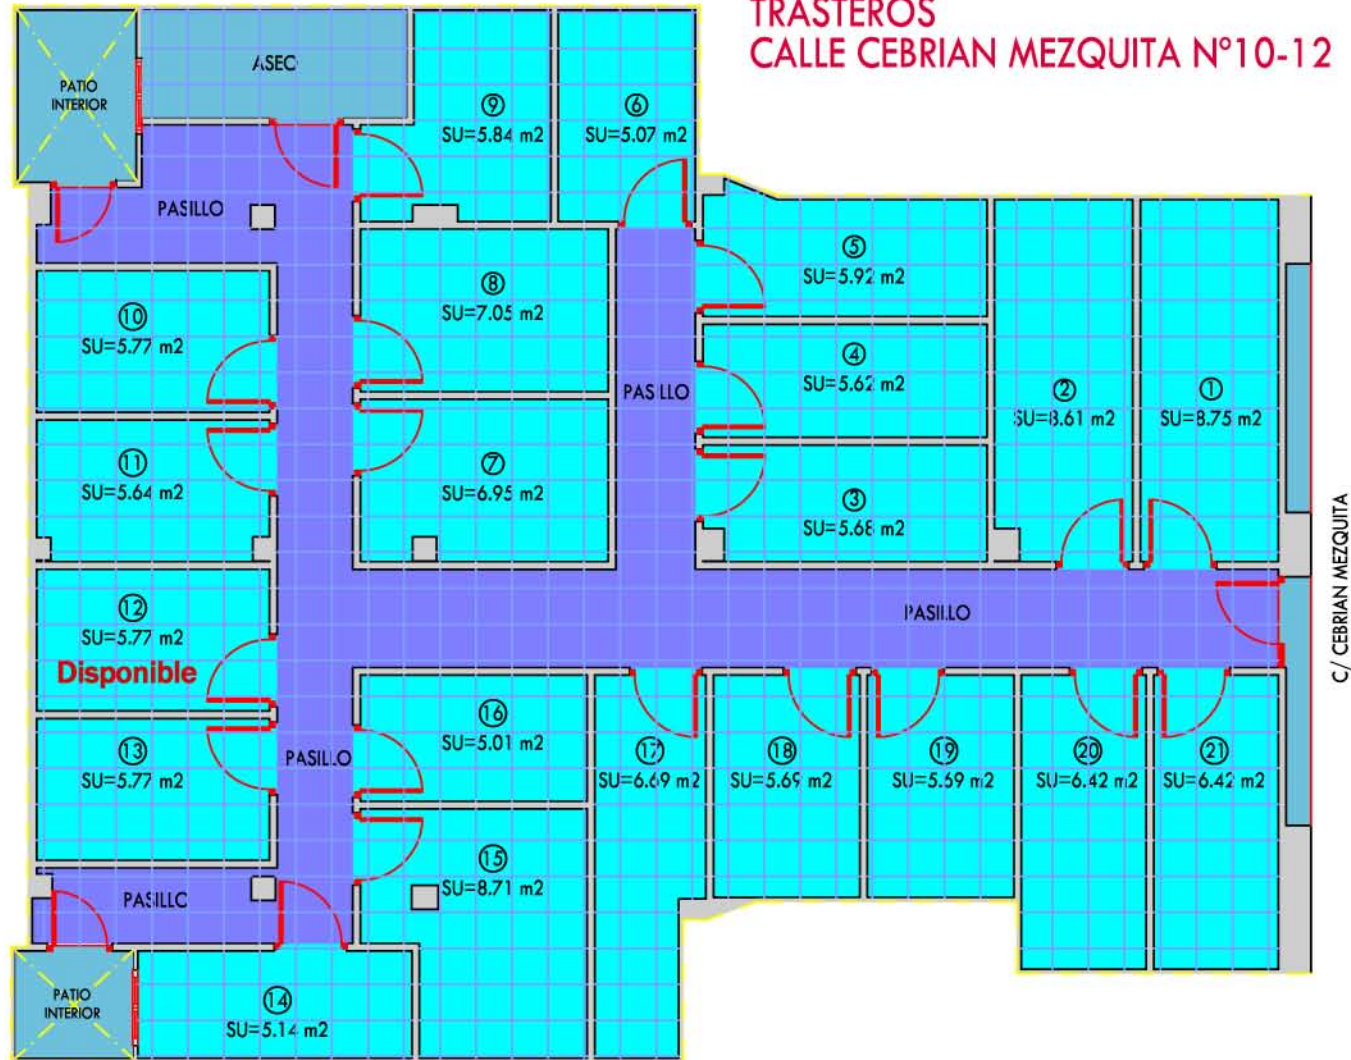 TRASTEROS
CALLE CEBRIAN MEZQUITA Nº10-12
PATIO
INTERIOR
ASEO
9
SU=5.84 m2
6
SU=5.07 m2
PASILLO
5
SU=5.92 m2
8
SU=7.05 m2
10
SU=5.77 m2
4
SU=5.62 m2
PASILLO
2
SU=8.61 m2
1
SU=8.75 m2
11
SU=5.64 m2
7
SU=6.95 m2
3
SU=5.68 m2
C/ CEBRIAN MEZQUITA
12
SU=5.77 m2
Disponible
PASILLO
16
SU=5.01 m2
13
SU=5.77 m2
PASILLO
17
SU=6.69 m2
18
SU=5.69 m2
19
SU=5.59 m2
20
SU=6.42 m2
21
SU=6.42 m2
15
SU=8.71 m2
PASILLO
PATIO
INTERIOR
14
SU=5.14 m2